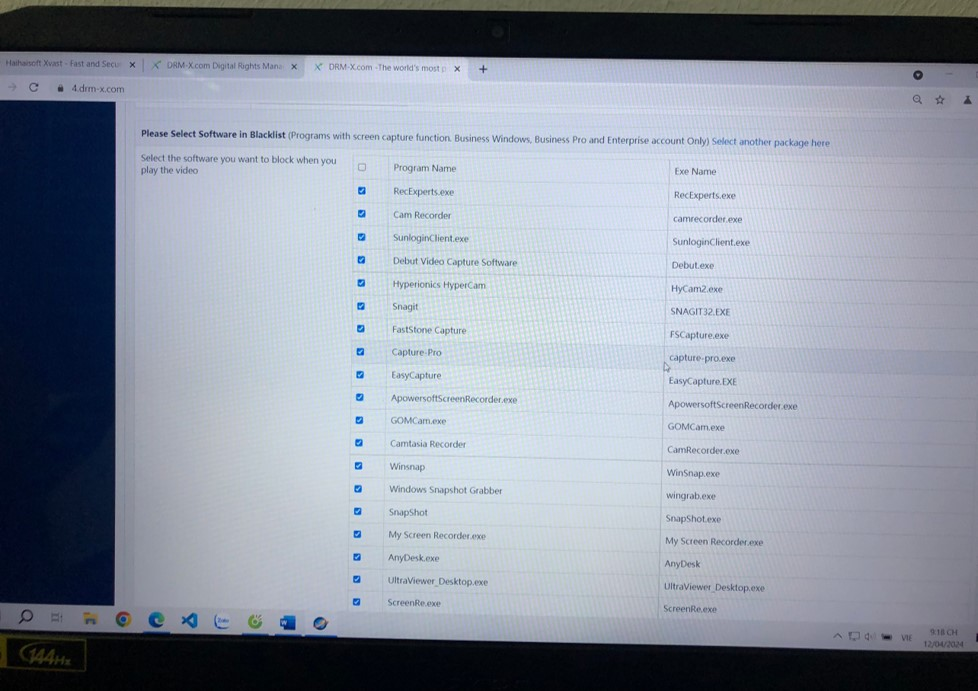 Haihaisoft Xvast - Fast and Secu
DRM-X.com Digital Rights Mana
DRM-X.com -The world's most p
4.drm-x.com
Please Select Software in Blacklist (Programs with screen capture function. Business Windows, Business Pro and Enterprise account Only) Select another package here
Select the software you want to block when you
play the video
Program Name Exe Name
RecExperts.exe RecExperts.exe
Cam Recorder camrecorder.exe
SunloginClient.exe SunloginClient.exe
Debut Video Capture Software Debut.exe
Hyperionics HyperCam HyCam2.exe
Snagit SNAGIT32.EXE
FastStone Capture FSCapture.exe
Capture-Pro capture-pro.exe
EasyCapture EasyCapture.EXE
ApowersoftScreenRecorder.exe ApowersoftScreenRecorder.exe
GOMCam.exe GOMCam.exe
Camtasia Recorder CamRecorder.exe
Winsnap WinSnap.exe
Windows Snapshot Grabber wingrab.exe
SnapShot SnapShot.exe
My Screen Recorder.exe My Screen Recorder.exe
AnyDesk.exe AnyDesk
UltraViewer_Desktop.exe UltraViewer_Desktop.exe
ScreenRe.exe ScreenRe.exe
Zalo
VIE
9:18 CH
12/04/2024
144Hz